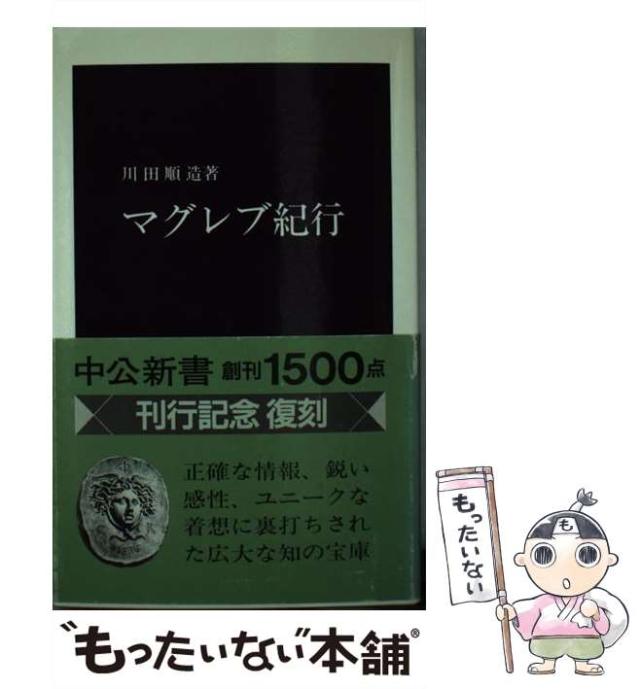 川田順造著
マグレブ紀行
中公新書 創刊1500点
刊行記念 復刻
正確な情報、鋭い
感性、ユニークな
着想に裏打ちされ
た広大な知の宝庫
もったいない
も
"もったいない"本舗®